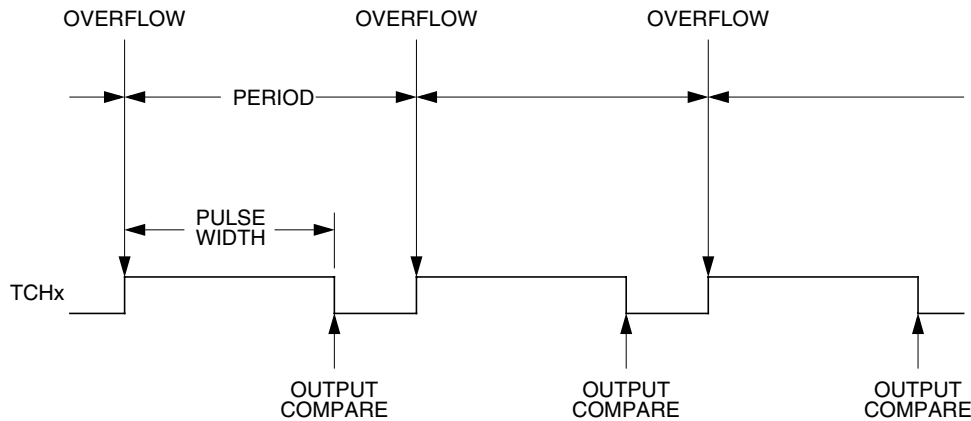 OVERFLOW
OVERFLOW
OVERFLOW
PERIOD
PULSE
WIDTH
TCHx
OUTPUT
COMPARE
OUTPUT
COMPARE
OUTPUT
COMPARE